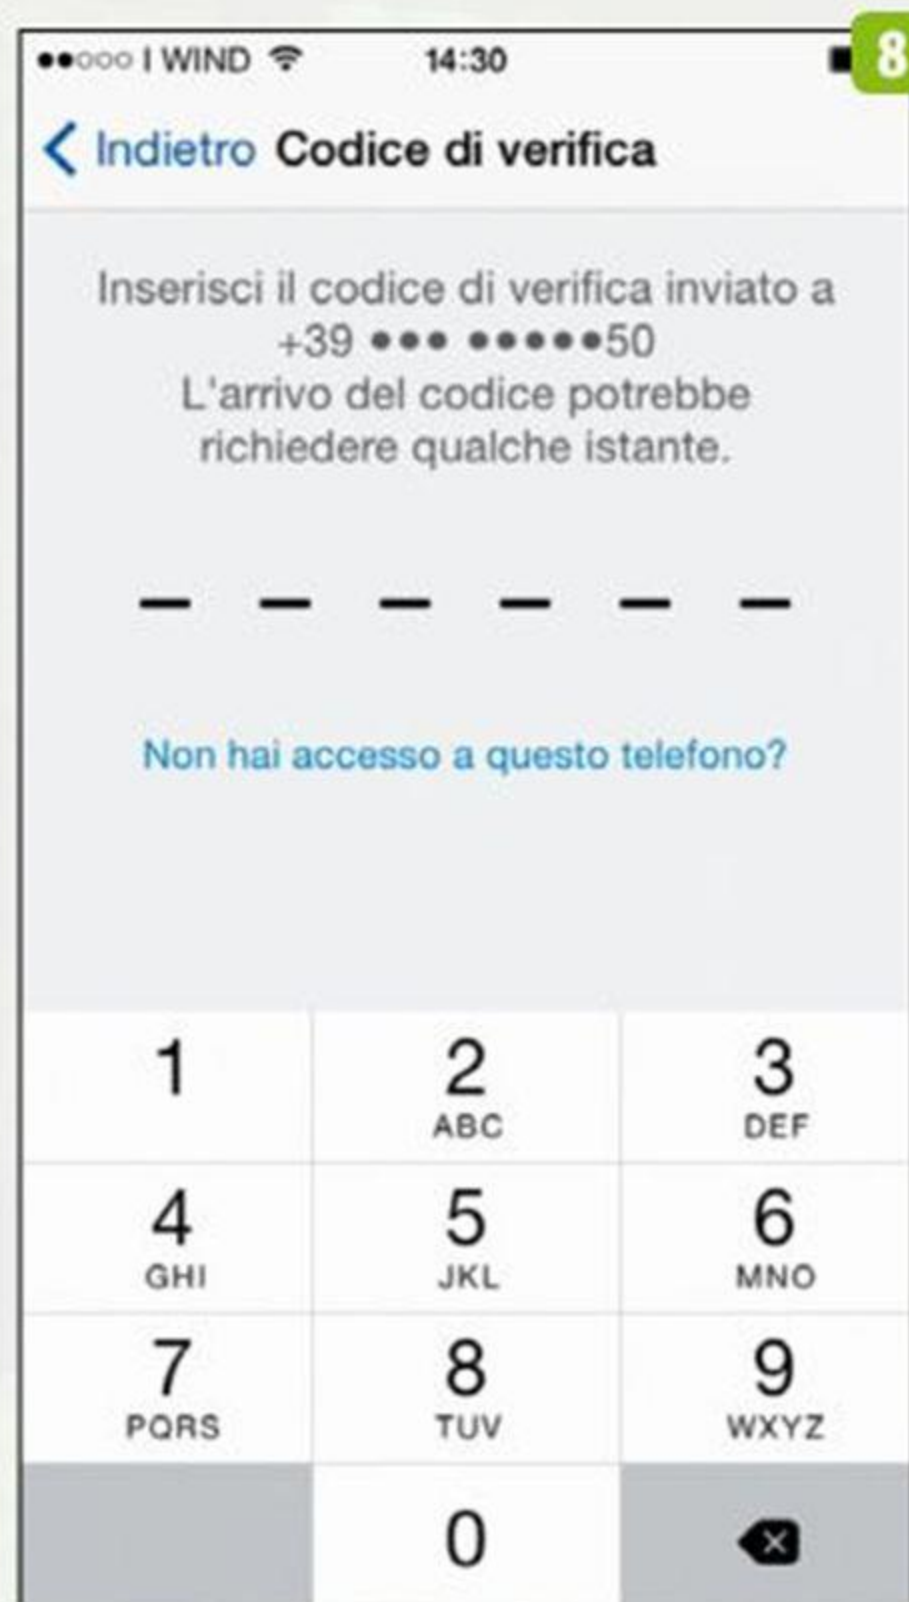 ●●○○○ I WIND 14:30
8
Indietro Codice di verifica
Inserisci il codice di verifica inviato a
+39 ●●● ●●●●●50
L'arrivo del codice potrebbe
richiedere qualche istante.
– – – – – –
Non hai accesso a questo telefono?
1 2 3
ABC DEF
4 5 6
GHI JKL MNO
7 8 9
PQRS TUV WXYZ
0